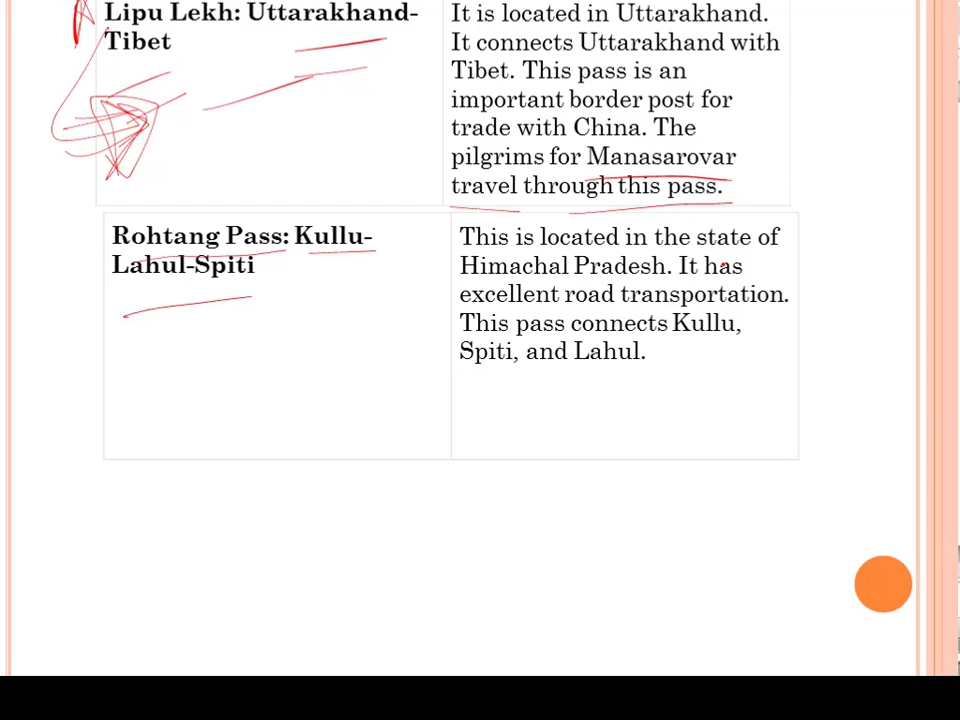 Lipu Lekh: Uttarakhand-
Tibet
It is located in Uttarakhand.
It connects Uttarakhand with
Tibet. This pass is an
important border post for
trade with China. The
pilgrims for Manasarovar
travel through this pass.
Rohtang Pass: Kullu-
Lahul-Spiti
This is located in the state of
Himachal Pradesh. It has
excellent road transportation.
This pass connects Kullu,
Spiti, and Lahul.